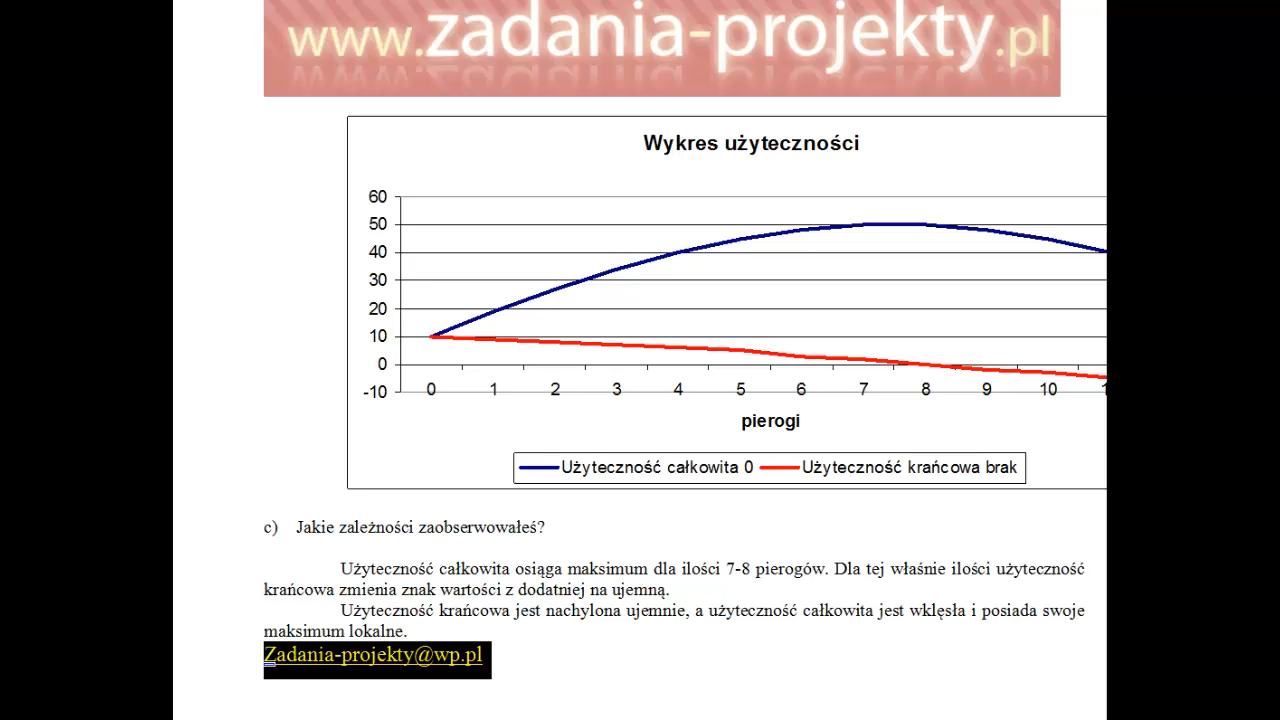 www.zadania-projekty.pl
Wykres użyteczności
60
50
40
30
20
10
0
-10
0 1 2 3 4 5 6 7 8 9 10 1
pierogi
Użyteczność całkowita 0 Użyteczność krańcowa brak
c) Jakie zależności zaobserwowałeś?
Użyteczność całkowita osiąga maksimum dla ilości 7-8 pierogów. Dla tej właśnie ilości użyteczność
krańcowa zmienia znak wartości z dodatniej na ujemną.
Użyteczność krańcowa jest nachylona ujemnie, a użyteczność całkowita jest wklęsła i posiada swoje
maksimum lokalne.
Zadania-projekty@wp.pl